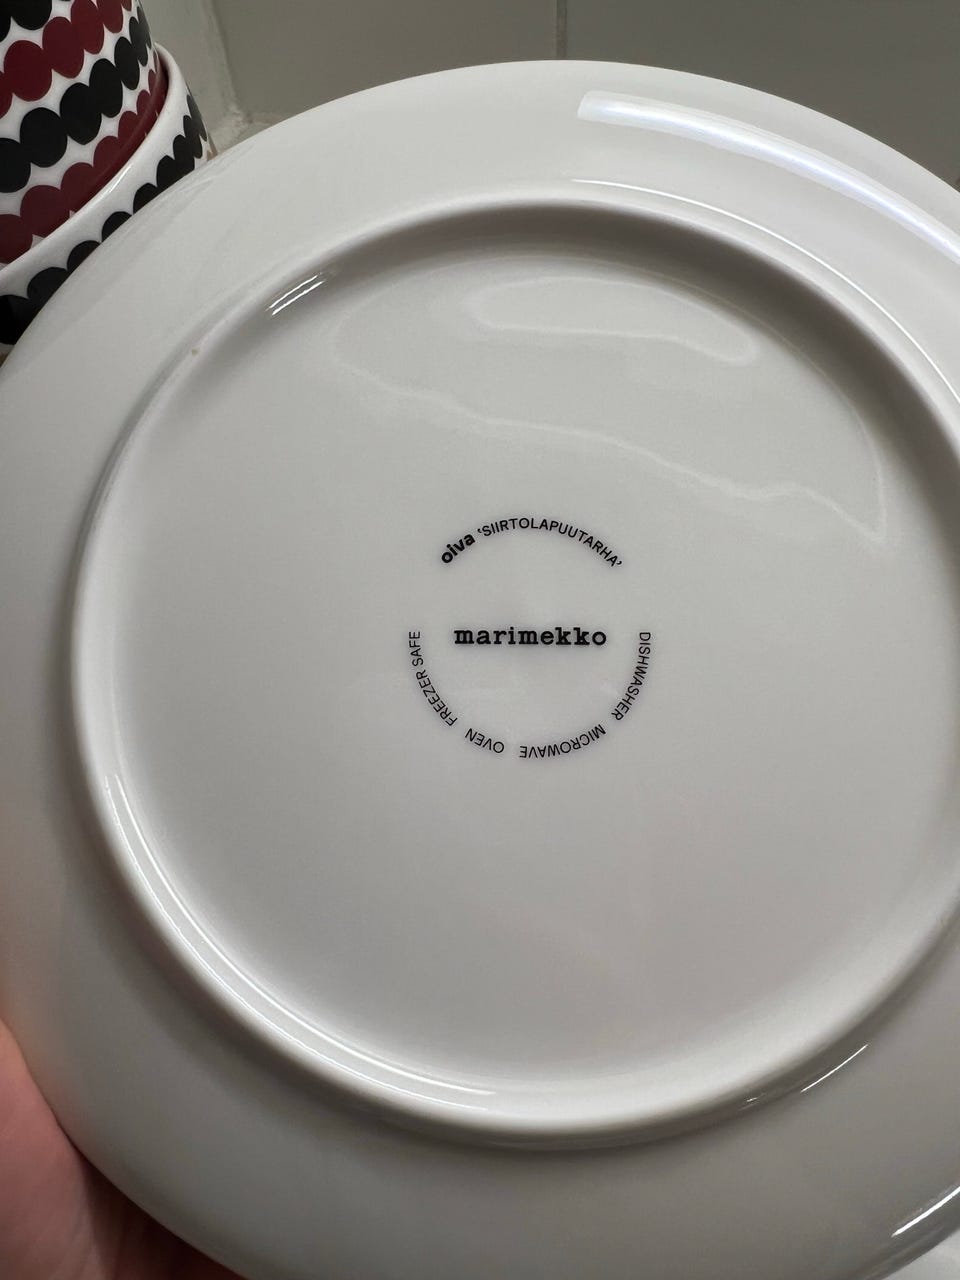 oiva 'SIIRTOLAPUUTARHA'
marimekko
DISHWASHER MICROWAVE OVEN FREEZER SAFE